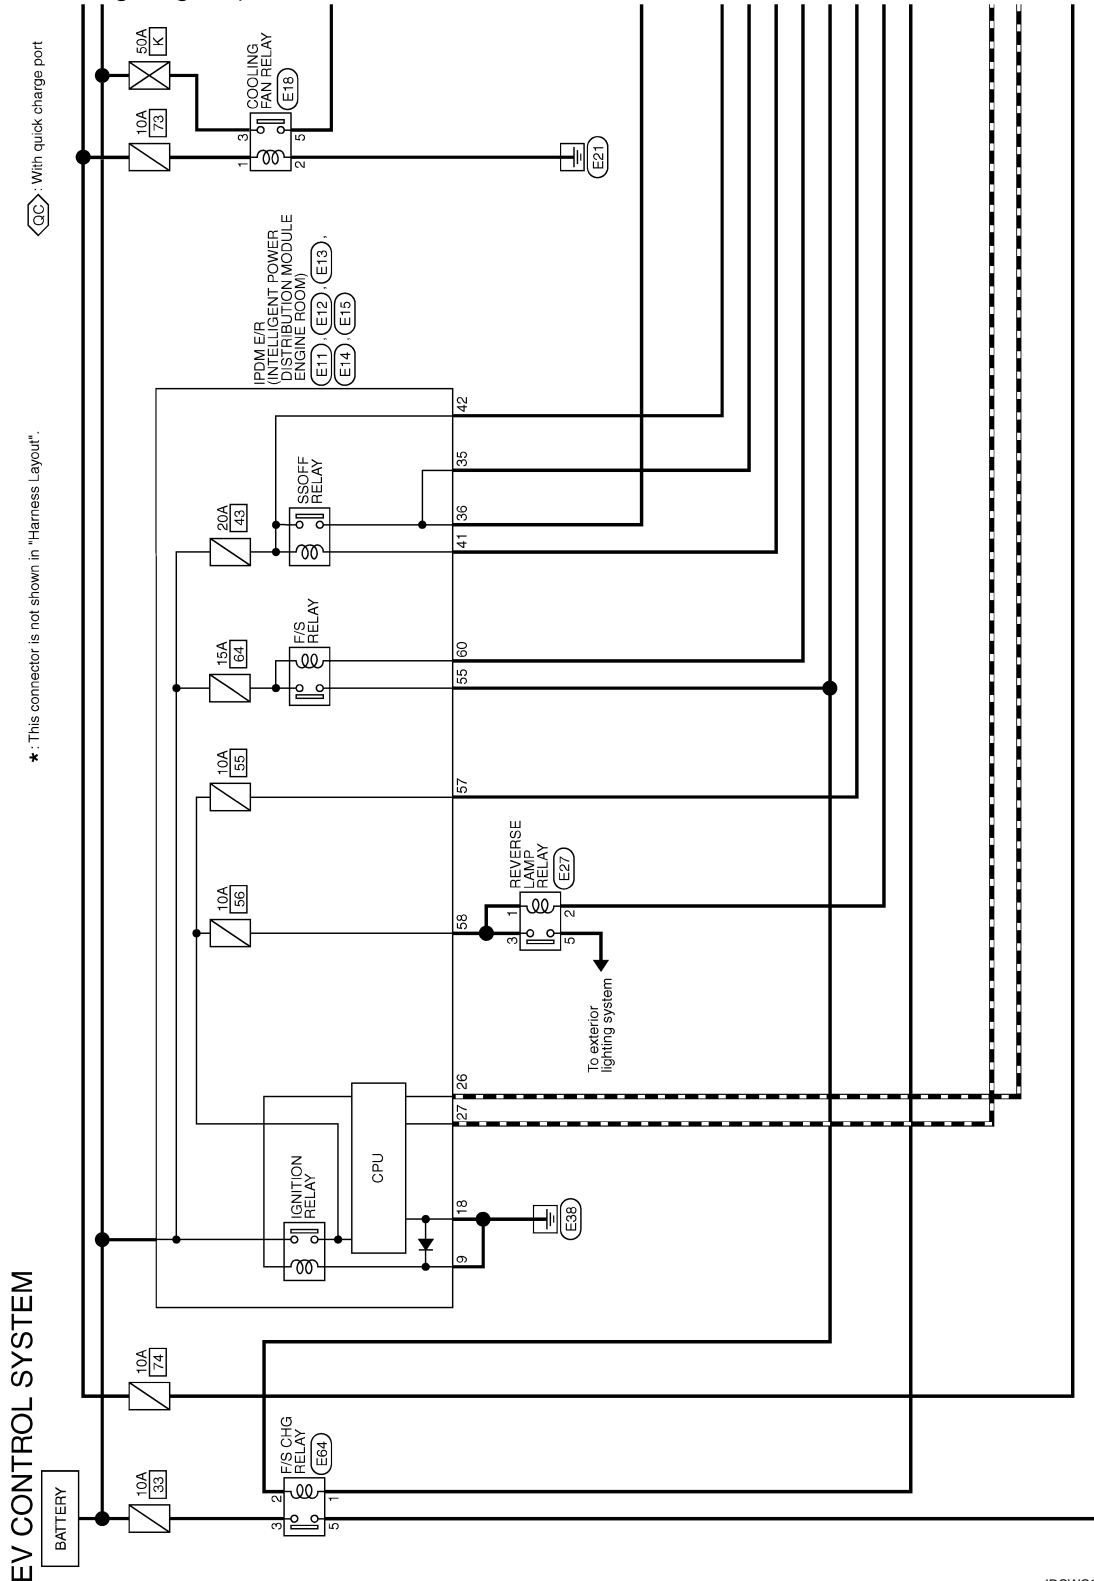 EV CONTROL SYSTEM
BATTERY
✱ : This connector is not shown in "Harness Layout".
QC : With quick charge port
10A
33
10A
74
10A
56
10A
55
15A
64
20A
43
10A
73
50A
K
F/S CHG
RELAY
E64
3
2
5
1
IGNITION
RELAY
CPU
F/S
RELAY
SSOFF
RELAY
IPDM E/R
(INTELLIGENT POWER
DISTRIBUTION MODULE
ENGINE ROOM)
E11 , E12 , E13 ,
E14 , E15
COOLING
FAN RELAY
E18
1
3
2
5
E21
9
18
27
26
58
57
55
60
41
36
35
42
E38
REVERSE
LAMP
RELAY
E27
3
1
5
2
To exterior
lighting system